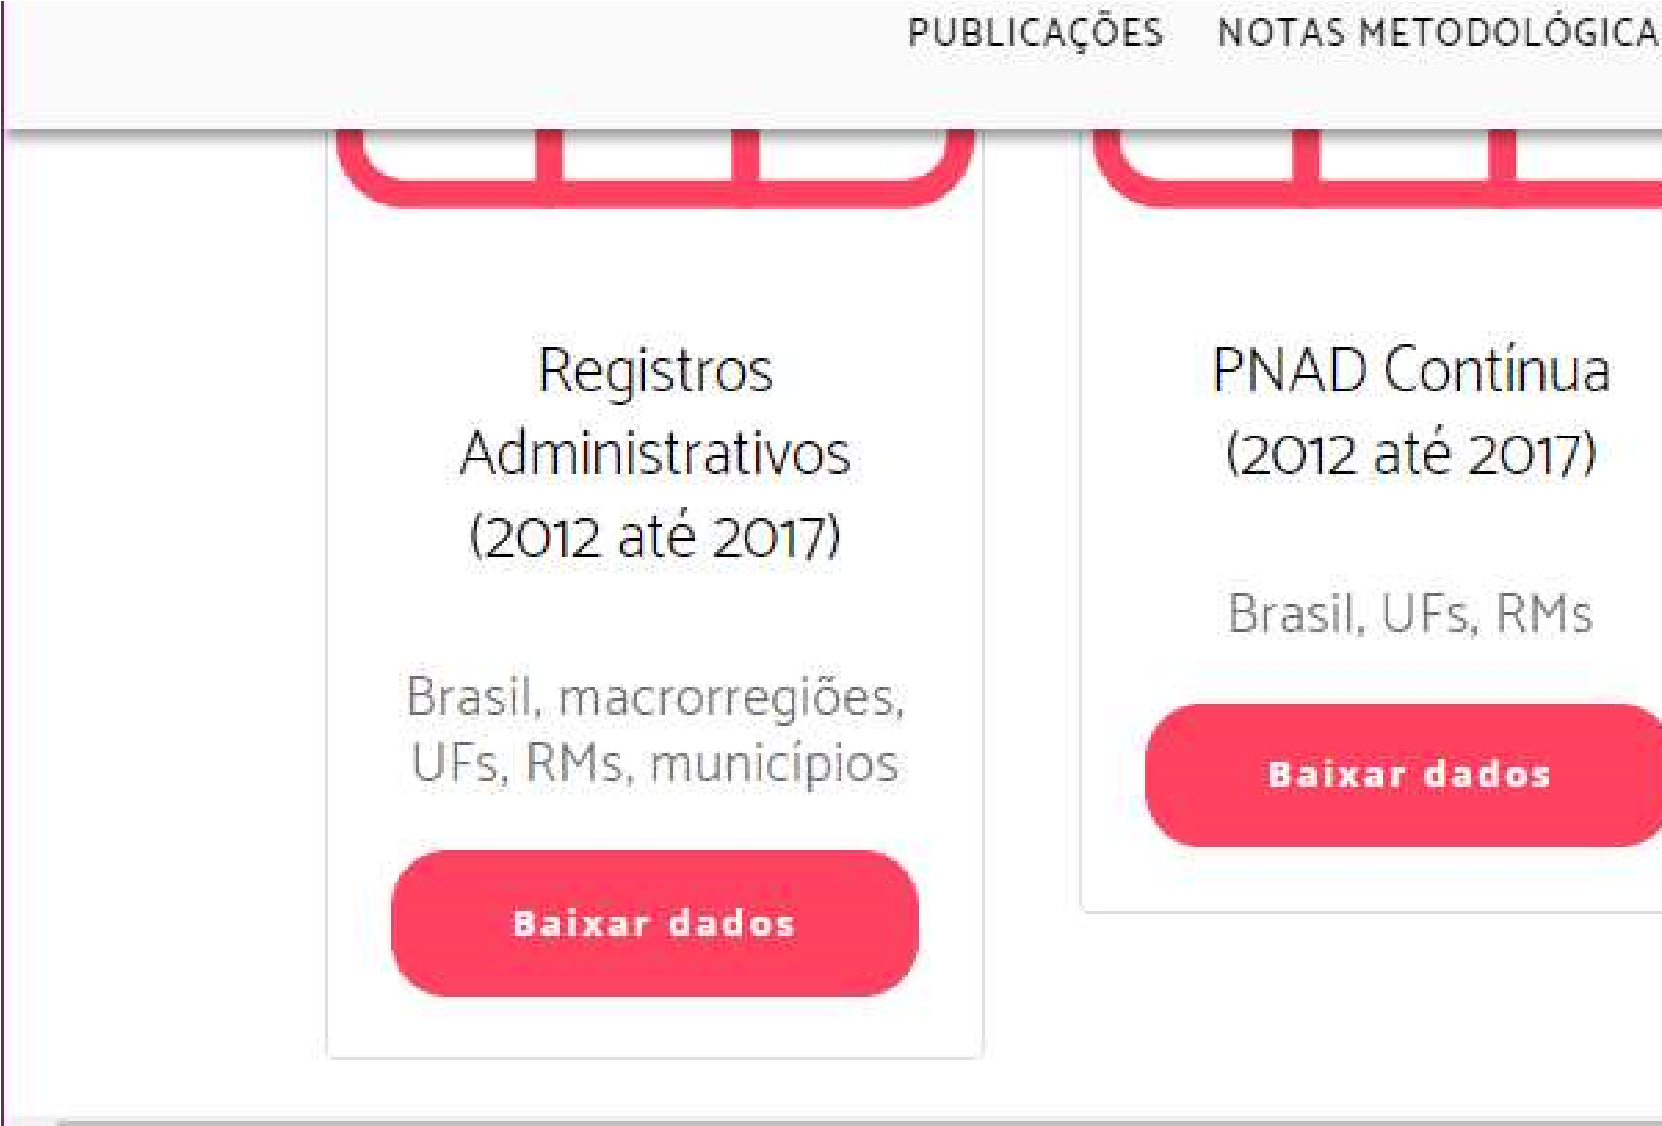 PUBLICAÇÕES NOTAS METODOLÓGICA
Registros
Administrativos
(2012 até 2017)
Brasil, macrorregiões,
UFs, RMs, municípios
Baixar dados
PNAD Contínua
(2012 até 2017)
Brasil, UFs, RMs
Baixar dados